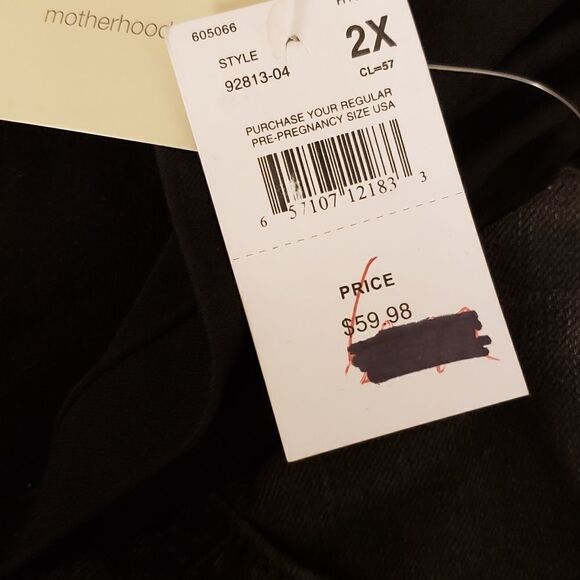 motherhood
605066
STYLE
92813-04
2X
CL=57
PURCHASE YOUR REGULAR
PRE-PREGNANCY SIZE USA
6 57107 12183 3
PRICE
$59.98